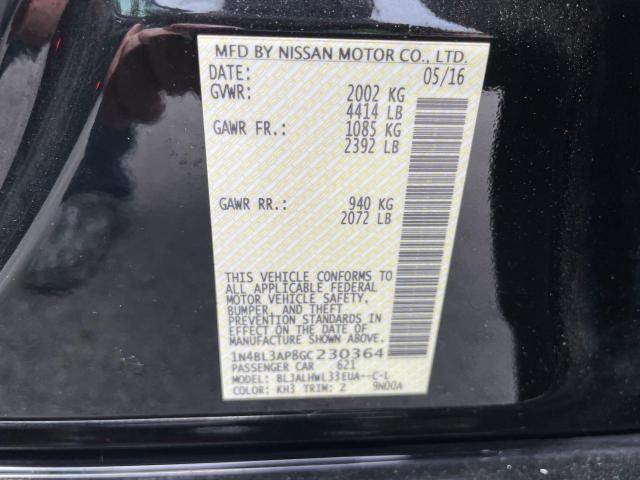 MFD BY NISSAN MOTOR CO., LTD.
DATE: 05/16
GVWR: 2002 KG
4414 LB
GAWR FR.: 1085 KG
2392 LB
GAWR RR.: 940 KG
2072 LB
THIS VEHICLE CONFORMS TO
ALL APPLICABLE FEDERAL
MOTOR VEHICLE SAFETY,
BUMPER, AND THEFT
PREVENTION STANDARDS IN
EFFECT ON THE DATE OF
MANUFACTURE SHOWN ABOVE.
1N4BL3AP8GC230364
PASSENGER CAR 621
MODEL: BLJALHWL33EUA--C-L
COLOR: KH3 TRIM: Z 9N00A